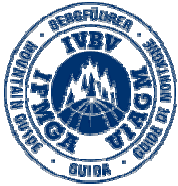 BERGFÜHRER
GUIDE DE MONTAGNE
GUIDA
MOUNTAIN GUIDE
IVBV
IFMGA
UIAGM